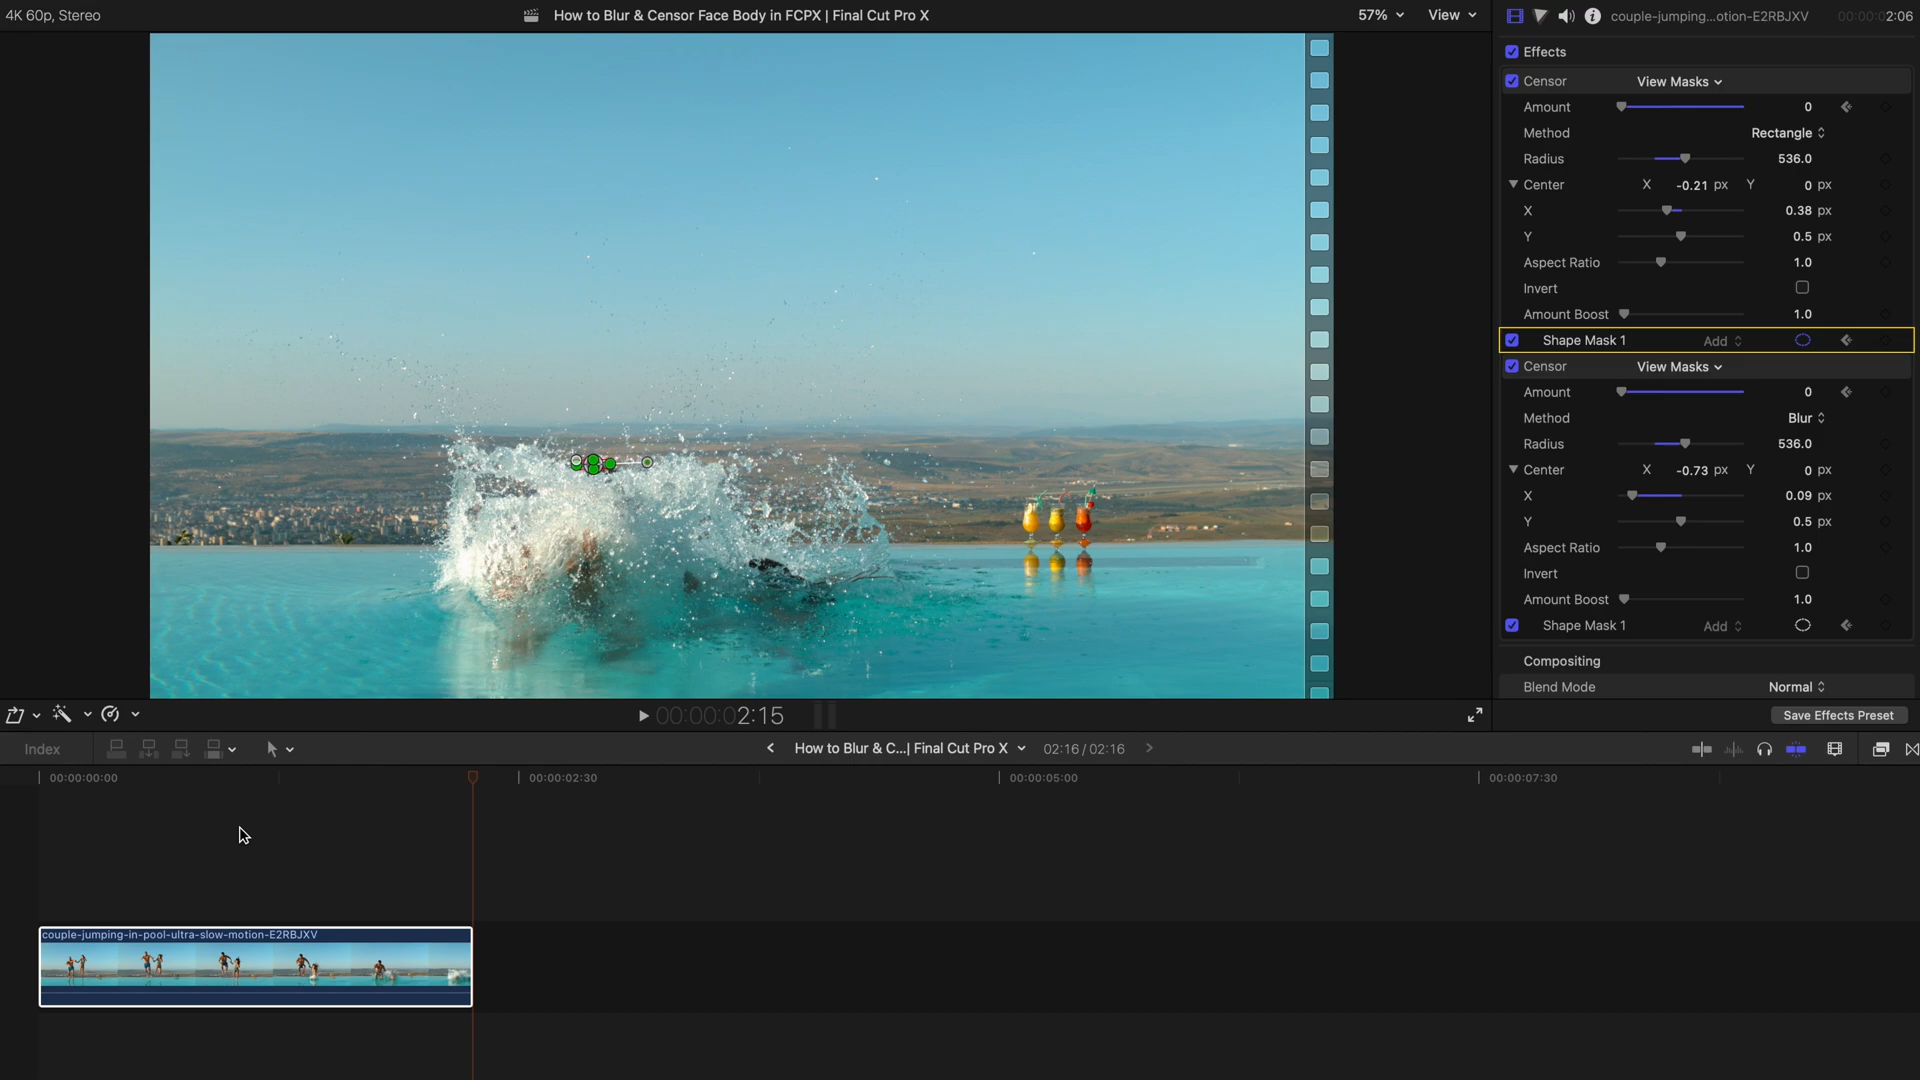 4K 60p, Stereo
How to Blur & Censor Face Body in FCPX | Final Cut Pro X
57%
View
couple-jumping...otion-E2RBJXV
00:00:02:06
Effects
Censor View Masks
Amount 0
Method Rectangle
Radius 536.0
Center X -0.21 px Y 0 px
X 0.38 px
Y 0.5 px
Aspect Ratio 1.0
Invert
Amount Boost 1.0
Shape Mask 1 Add
Censor View Masks
Amount 0
Method Blur
Radius 536.0
Center X -0.73 px Y 0 px
X 0.09 px
Y 0.5 px
Aspect Ratio 1.0
Invert
Amount Boost 1.0
Shape Mask 1 Add
Compositing
Blend Mode Normal
00:00:02:15
Save Effects Preset
Index
How to Blur & C...| Final Cut Pro X
02:16 / 02:16
00:00:00:00
00:00:02:30
00:00:05:00
00:00:07:30
couple-jumping-in-pool-ultra-slow-motion-E2RBJXV